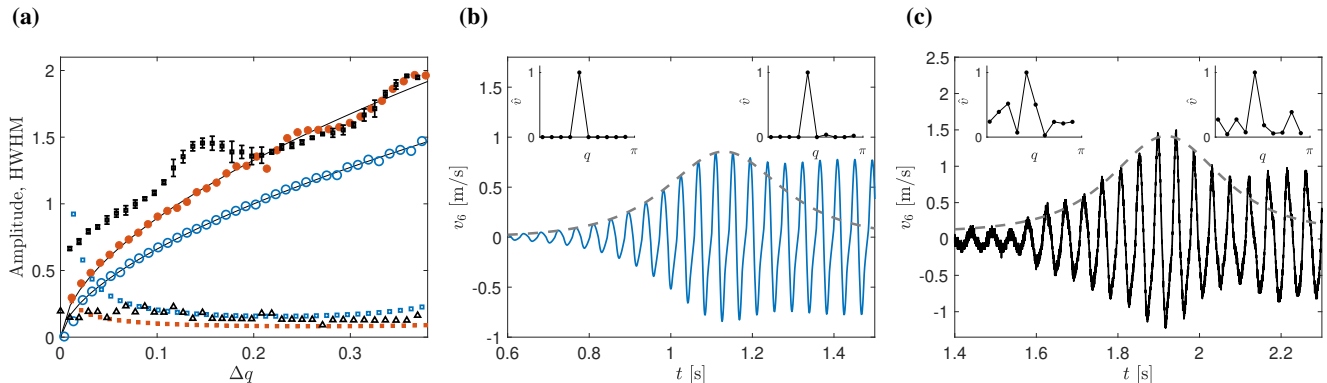 (a)
Amplitude, HWHM
2
1.5
1
0.5
0
0 0.1 0.2 0.3
Δq
(b)
v₆ [m/s]
1.5
1
0.5
0
-0.5
-1
0.6 0.8 1 1.2 1.4
t [s]
1
v̂
0
q π
1
v̂
0
q π
(c)
v₆ [m/s]
2.5
2
1.5
1
0.5
0
-0.5
-1
1.4 1.6 1.8 2 2.2
t [s]
1
v̂
0
q π
1
v̂
0
q π